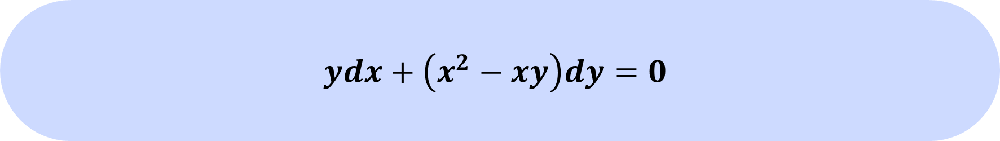 ydx + (x² − xy)dy = 0